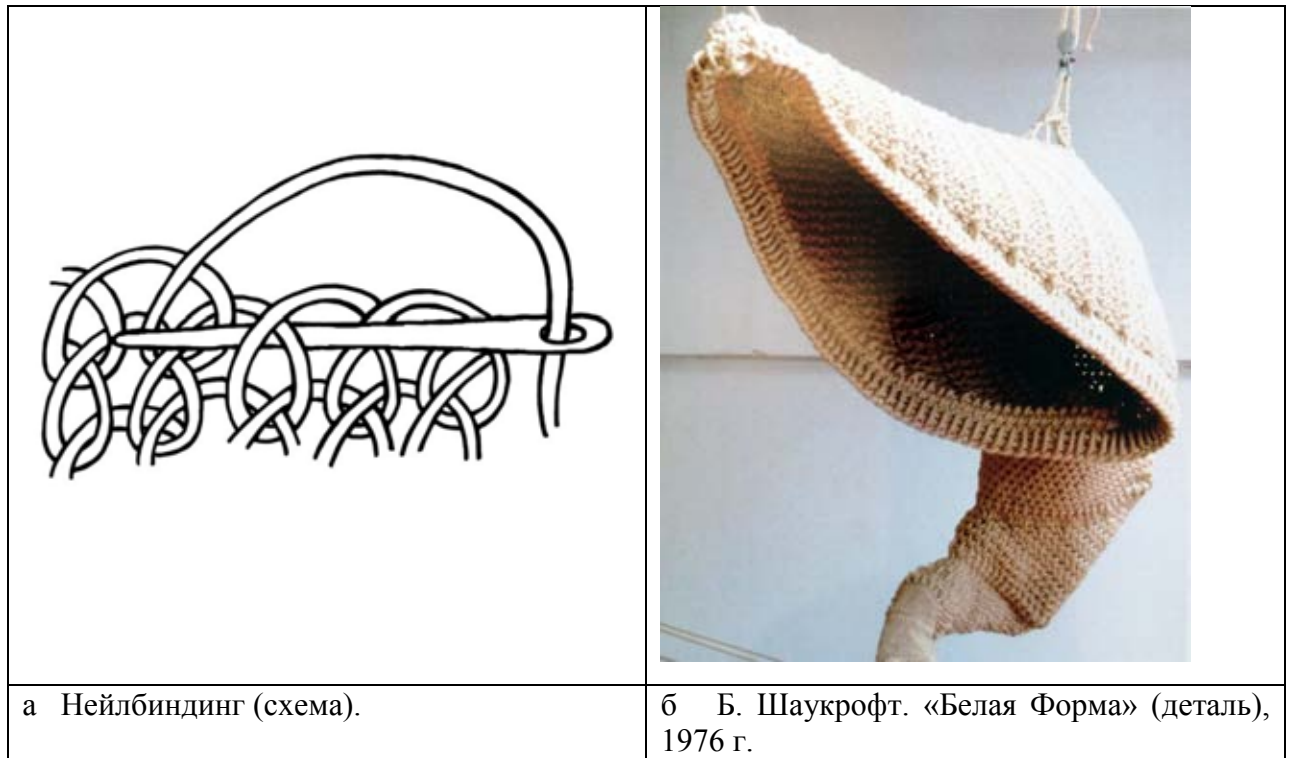 а Нейлбиндинг (схема).
б Б. Шаукрофт. «Белая Форма» (деталь),
1976 г.